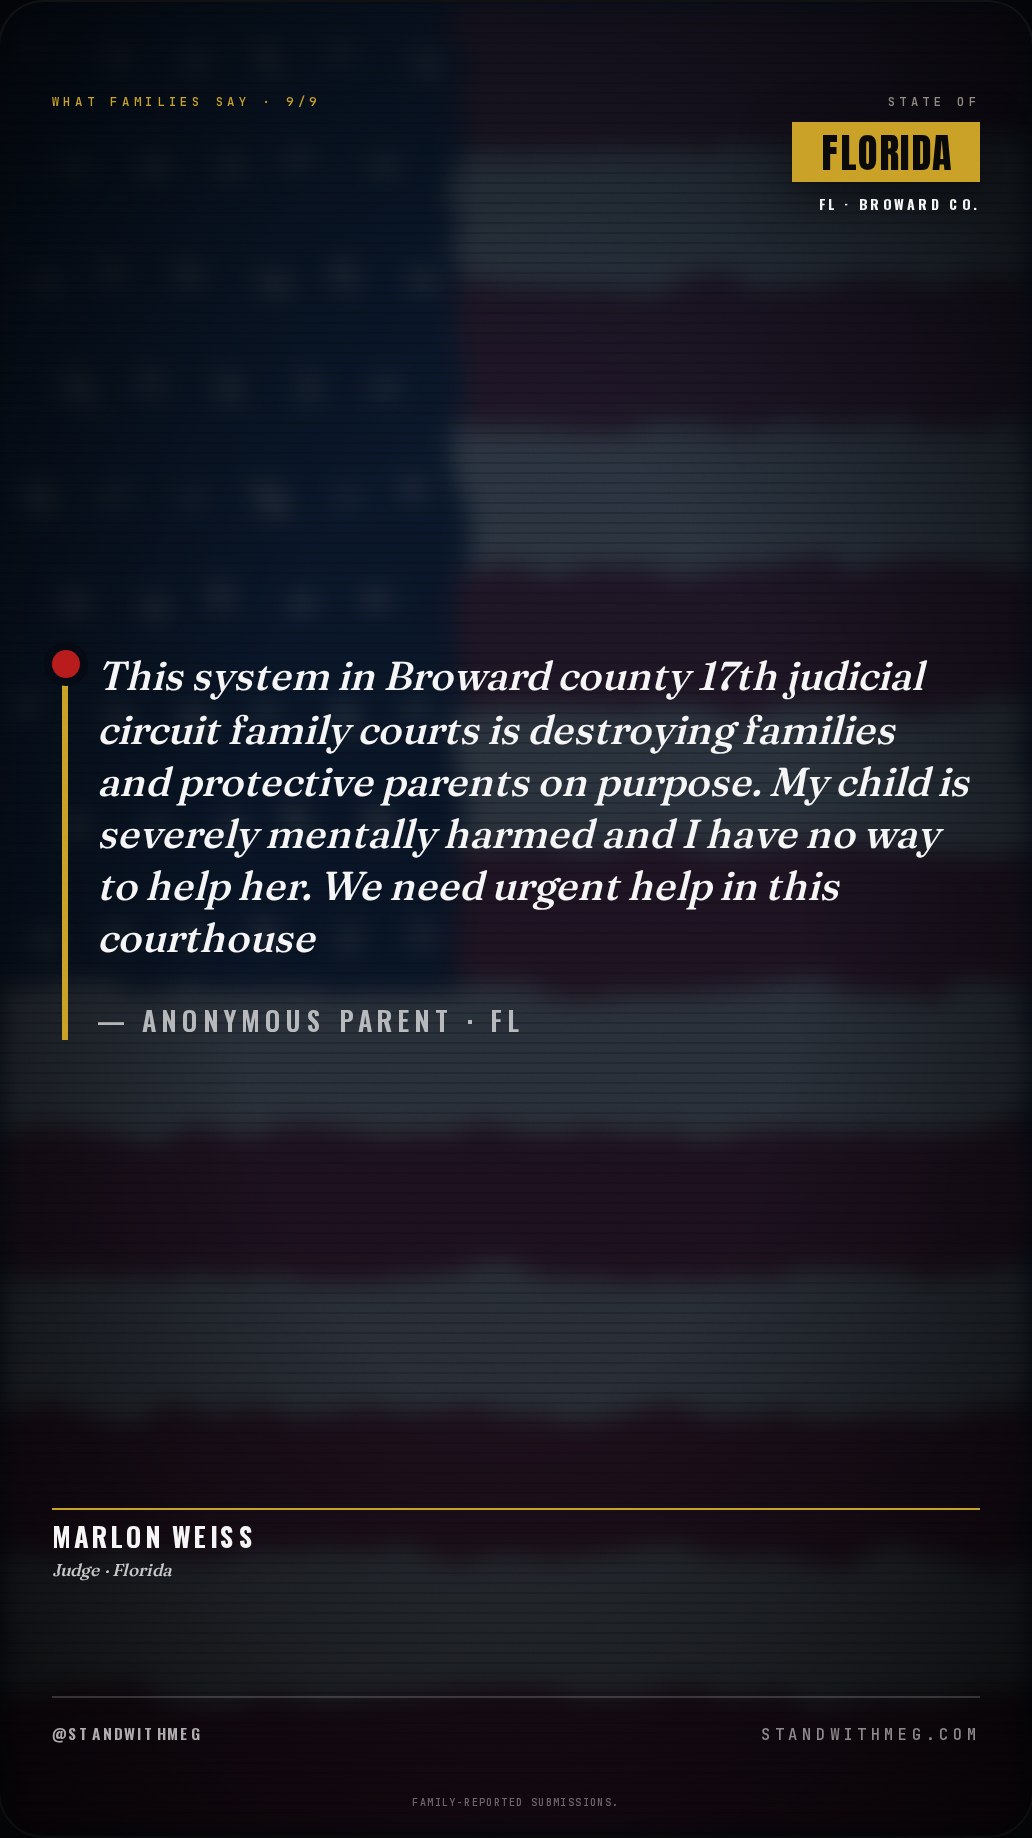 WHAT FAMILIES SAY · 9/9
STATE OF
FLORIDA
FL · BROWARD CO.
This system in Broward county 17th judicial
circuit family courts is destroying families
and protective parents on purpose. My child is
severely mentally harmed and I have no way
to help her. We need urgent help in this
courthouse
— ANONYMOUS PARENT · FL
MARLON WEISS
Judge · Florida
@STANDWITHMEG
STANDWITHMEG.COM
FAMILY-REPORTED SUBMISSIONS.